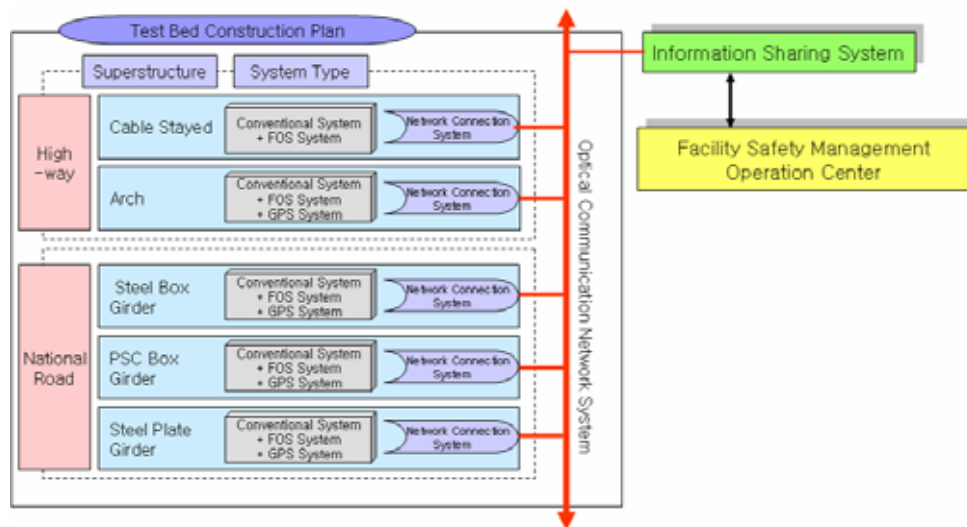 Test Bed Construction Plan
Superstructure
System Type
High
-way
Cable Stayed
Conventional System
+ FOS System
Network Connection
System
Arch
Conventional System
+ FOS System
+ GPS System
Network Connection
System
National
Road
Steel Box
Girder
Conventional System
+ FOS System
+ GPS System
Network Connection
System
PSC Box
Girder
Conventional System
+ FOS System
+ GPS System
Network Connection
System
Steel Plate
Girder
Conventional System
+ FOS System
+ GPS System
Network Connection
System
Optical Communication Network System
Information Sharing System
Facility Safety Management
Operation Center